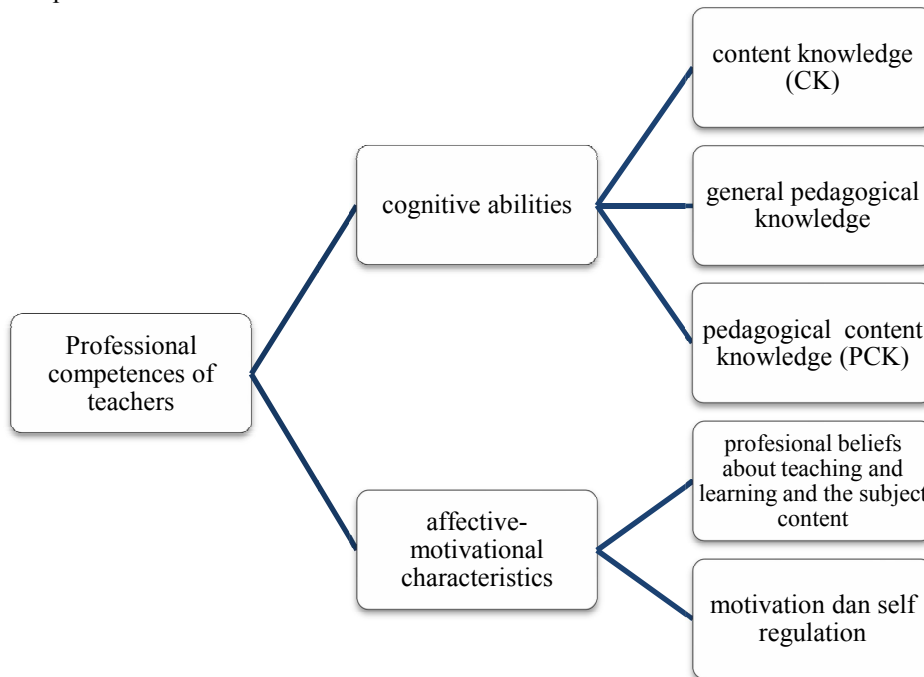 Professional
competences of
teachers
cognitive abilities
content knowledge
(CK)
general pedagogical
knowledge
pedagogical content
knowledge (PCK)
affective-
motivational
characteristics
profesional beliefs
about teaching and
learning and the subject
content
motivation dan self
regulation